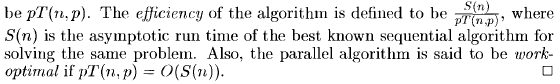 be pT(n, p). The efficiency of the algorithm is defined to be S(n)/pT(n,p), where
S(n) is the asymptotic run time of the best known sequential algorithm for
solving the same problem. Also, the parallel algorithm is said to be work-
optimal if pT(n, p) = O(S(n)). □